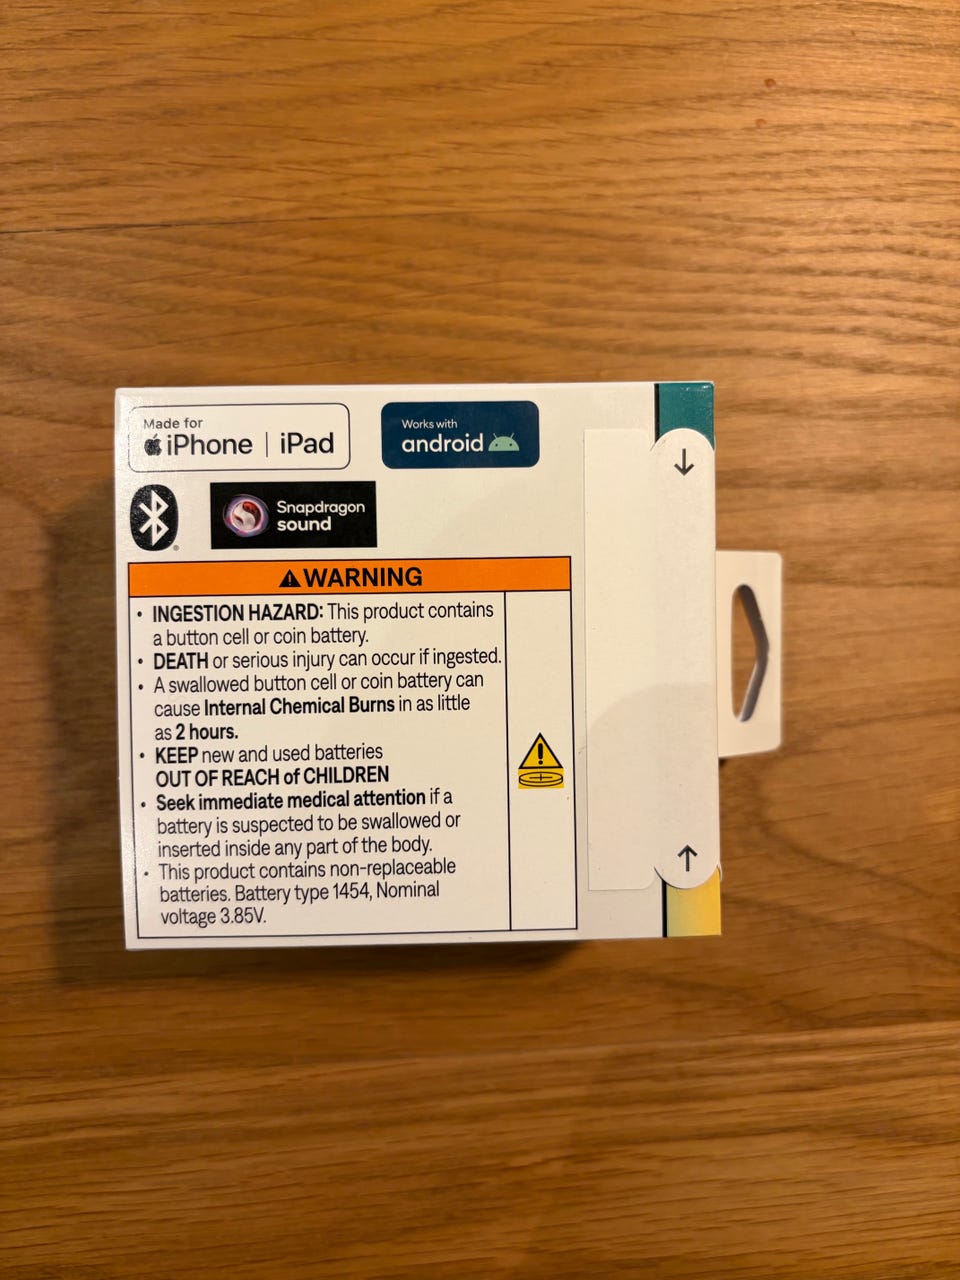 Made for
iPhone | iPad
Works with
android
Snapdragon
sound
WARNING
• INGESTION HAZARD: This product contains
a button cell or coin battery.
• DEATH or serious injury can occur if ingested.
• A swallowed button cell or coin battery can
cause Internal Chemical Burns in as little
as 2 hours.
• KEEP new and used batteries
OUT OF REACH of CHILDREN
• Seek immediate medical attention if a
battery is suspected to be swallowed or
inserted inside any part of the body.
• This product contains non-replaceable
batteries. Battery type 1454, Nominal
voltage 3.85V.